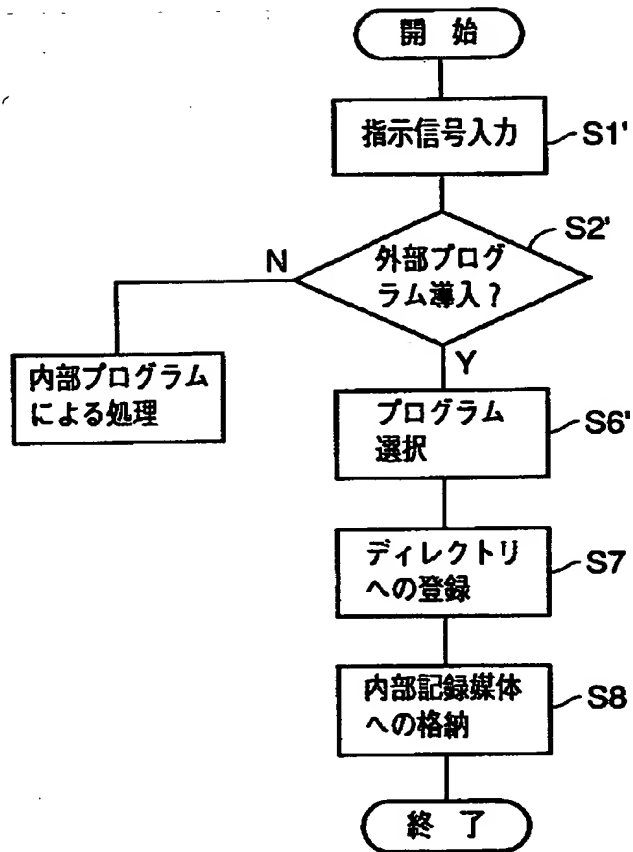 開 始
指示信号入力
S1'
S2'
外部プログ
ラム導入？
N
Y
内部プログラム
による処理
プログラム
選択
S6'
ディレクトリ
への登録
S7
内部記録媒体
への格納
S8
終 了